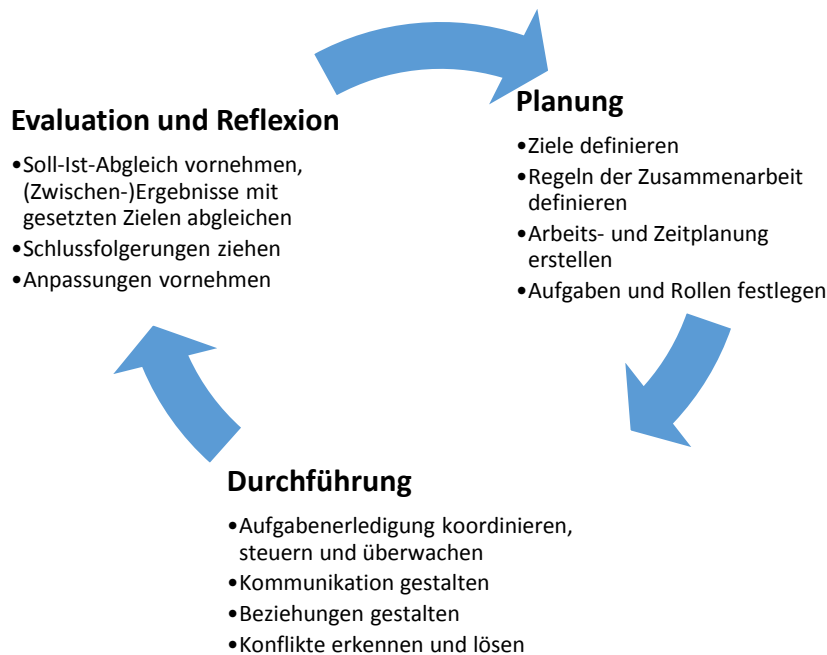 Evaluation und Reflexion
•Soll-Ist-Abgleich vornehmen,
(Zwischen-)Ergebnisse mit
gesetzten Zielen abgleichen
•Schlussfolgerungen ziehen
•Anpassungen vornehmen
Planung
•Ziele definieren
•Regeln der Zusammenarbeit
definieren
•Arbeits- und Zeitplanung
erstellen
•Aufgaben und Rollen festlegen
Durchführung
•Aufgabenerledigung koordinieren,
steuern und überwachen
•Kommunikation gestalten
•Beziehungen gestalten
•Konflikte erkennen und lösen